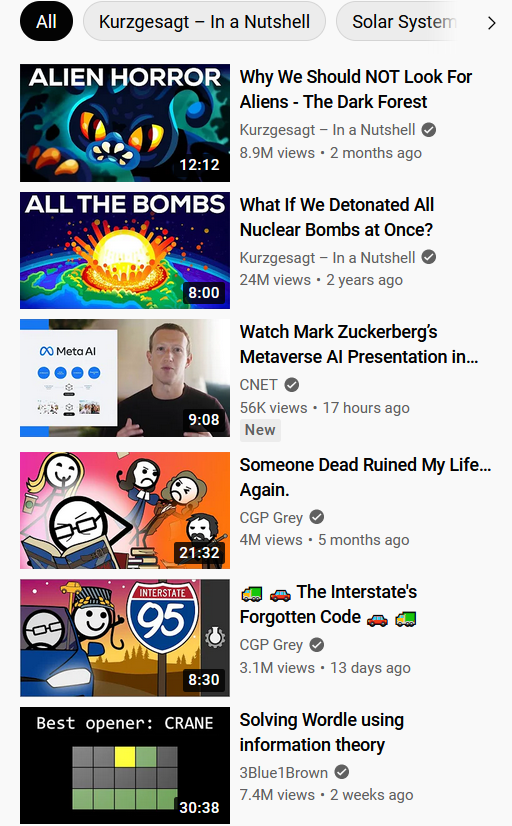 All
Kurzgesagt – In a Nutshell
Solar System
ALIEN HORROR
12:12
Why We Should NOT Look For
Aliens - The Dark Forest
Kurzgesagt – In a Nutshell
8.9M views • 2 months ago
ALL THE BOMBS
8:00
What If We Detonated All
Nuclear Bombs at Once?
Kurzgesagt – In a Nutshell
24M views • 2 years ago
Meta AI
9:08
Watch Mark Zuckerberg’s
Metaverse AI Presentation in...
CNET
56K views • 17 hours ago
New
21:32
Someone Dead Ruined My Life...
Again.
CGP Grey
4M views • 5 months ago
INTERSTATE
95
8:30
🚚 🚗 The Interstate's
Forgotten Code 🚗 🚚
CGP Grey
3.1M views • 13 days ago
Best opener: CRANE
30:38
Solving Wordle using
information theory
3Blue1Brown
7.4M views • 2 weeks ago